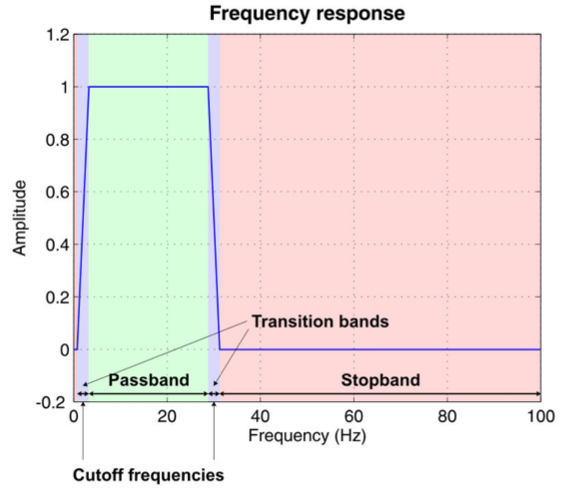 Frequency response
1.2
1
0.8
0.6
0.4
0.2
0
-0.2
Amplitude
Transition bands
Passband
Stopband
0 20 40 60 80 100
Frequency (Hz)
Cutoff frequencies